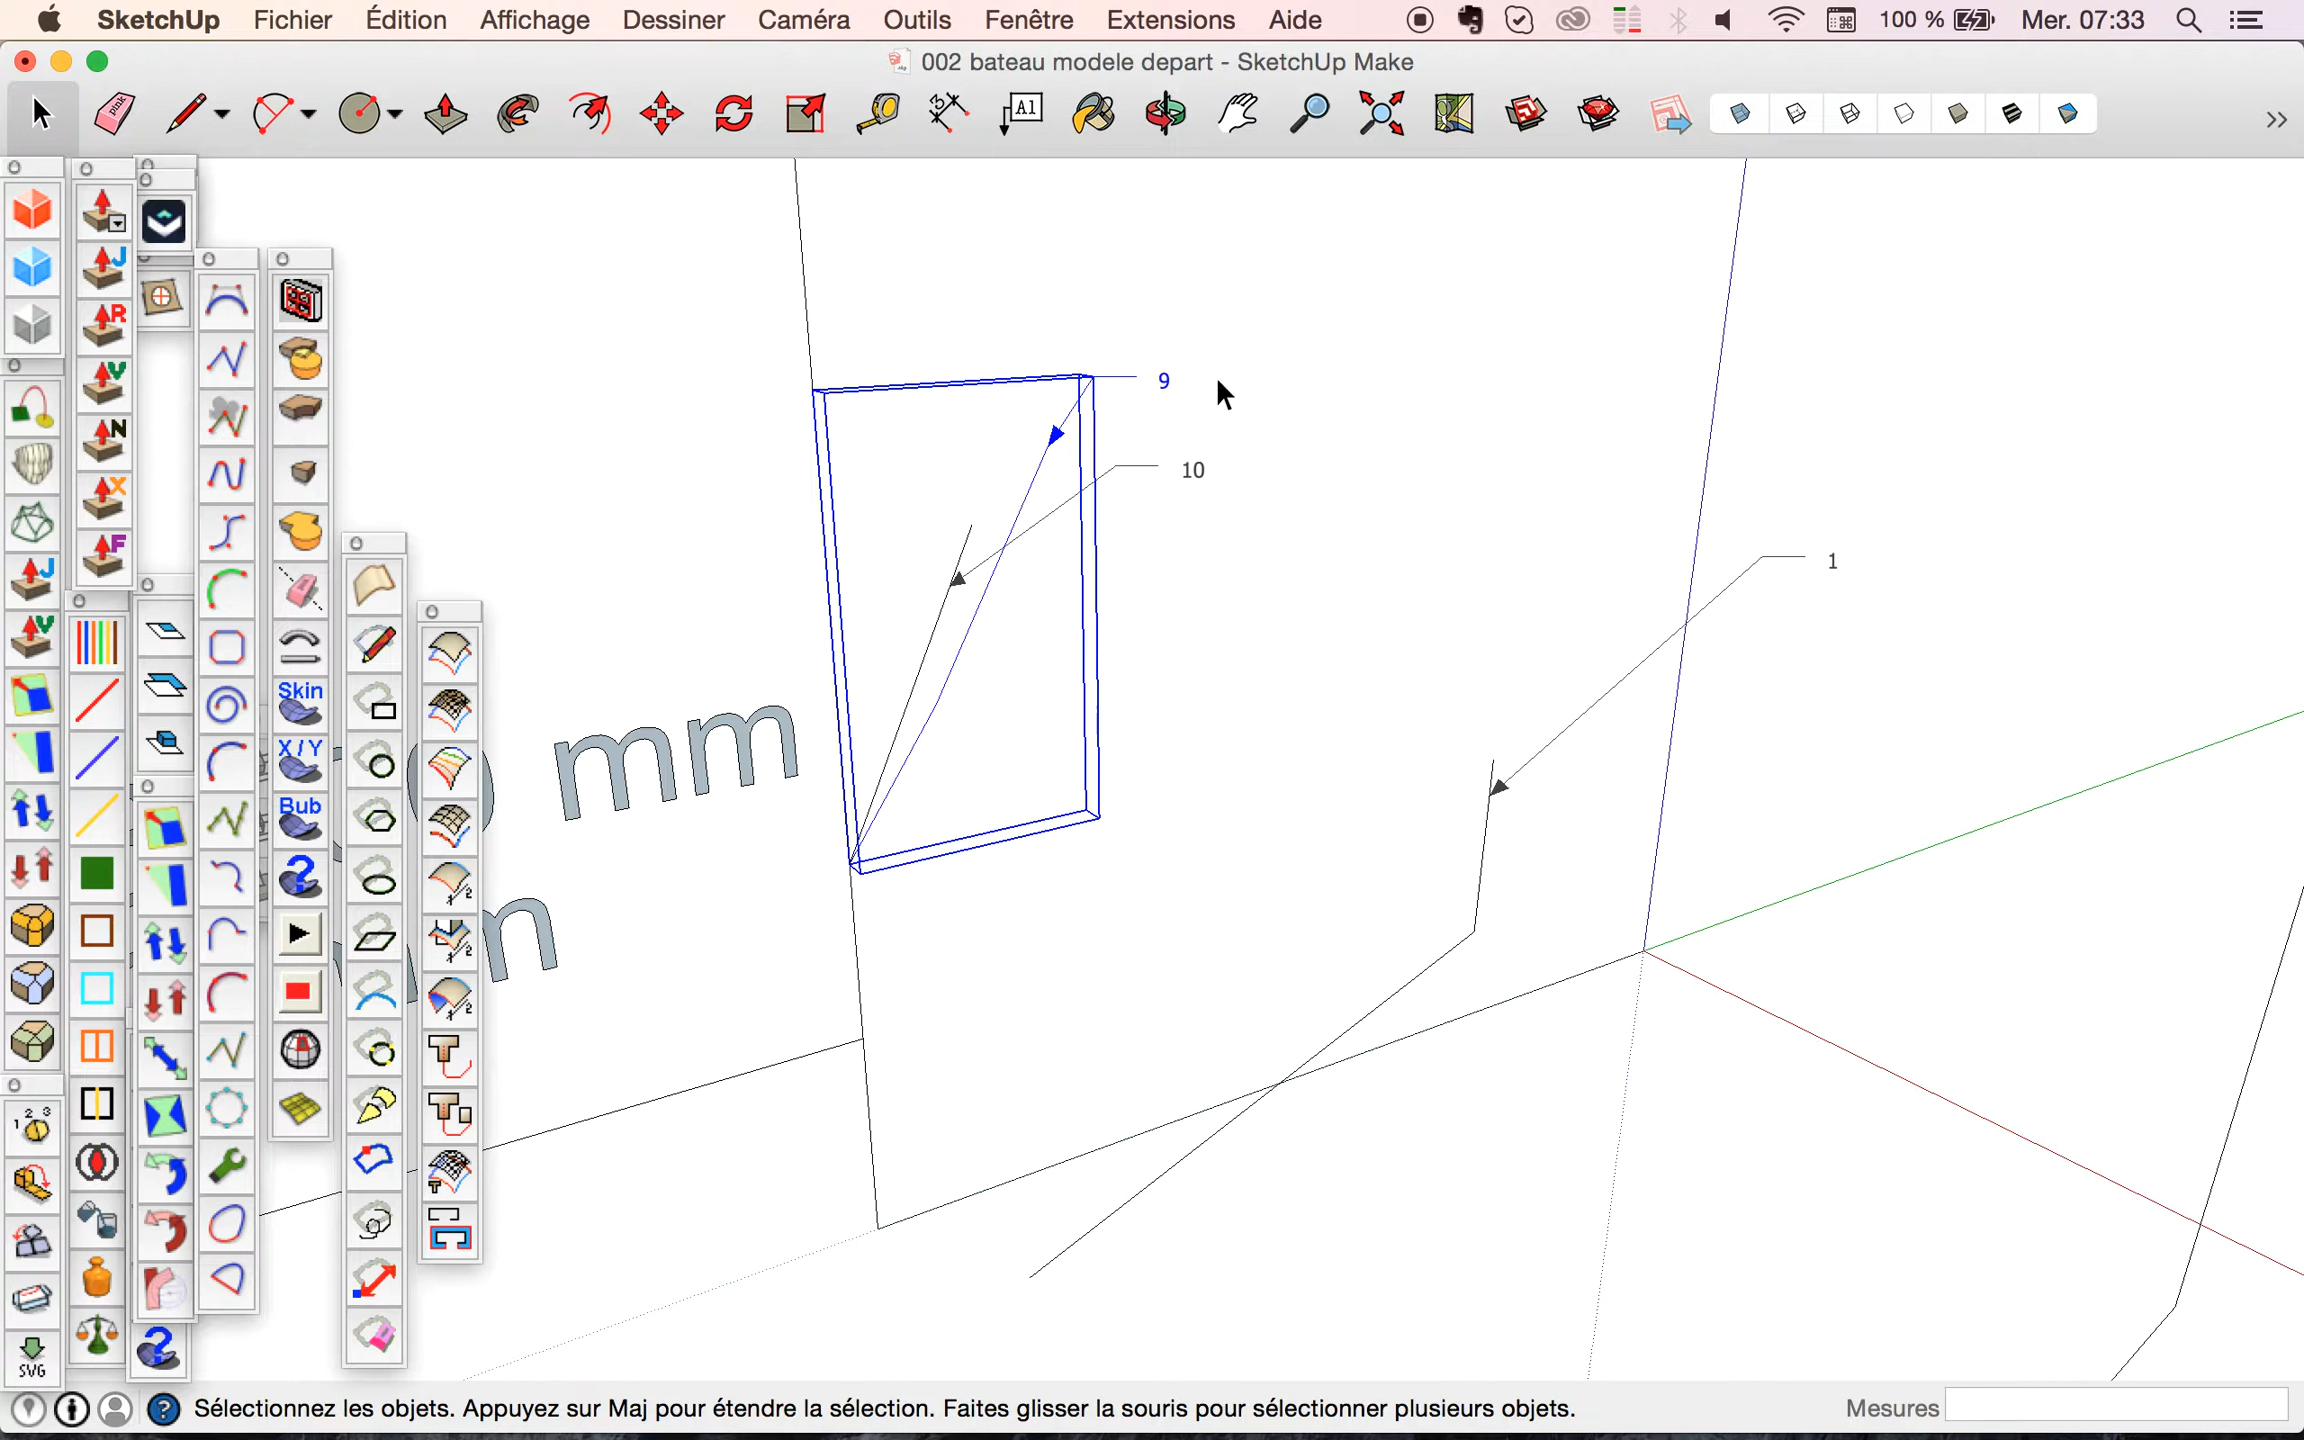 SketchUp Fichier Édition Affichage Dessiner Caméra Outils Fenêtre Extensions Aide 100 % Mer. 07:33
002 bateau modele depart - SketchUp Make
A1
J
R
V
N
X
F
J
V
Skin
X / Y
Bub
SVG
9
10
1
mm
n
Sélectionnez les objets. Appuyez sur Maj pour étendre la sélection. Faites glisser la souris pour sélectionner plusieurs objets.
Mesures